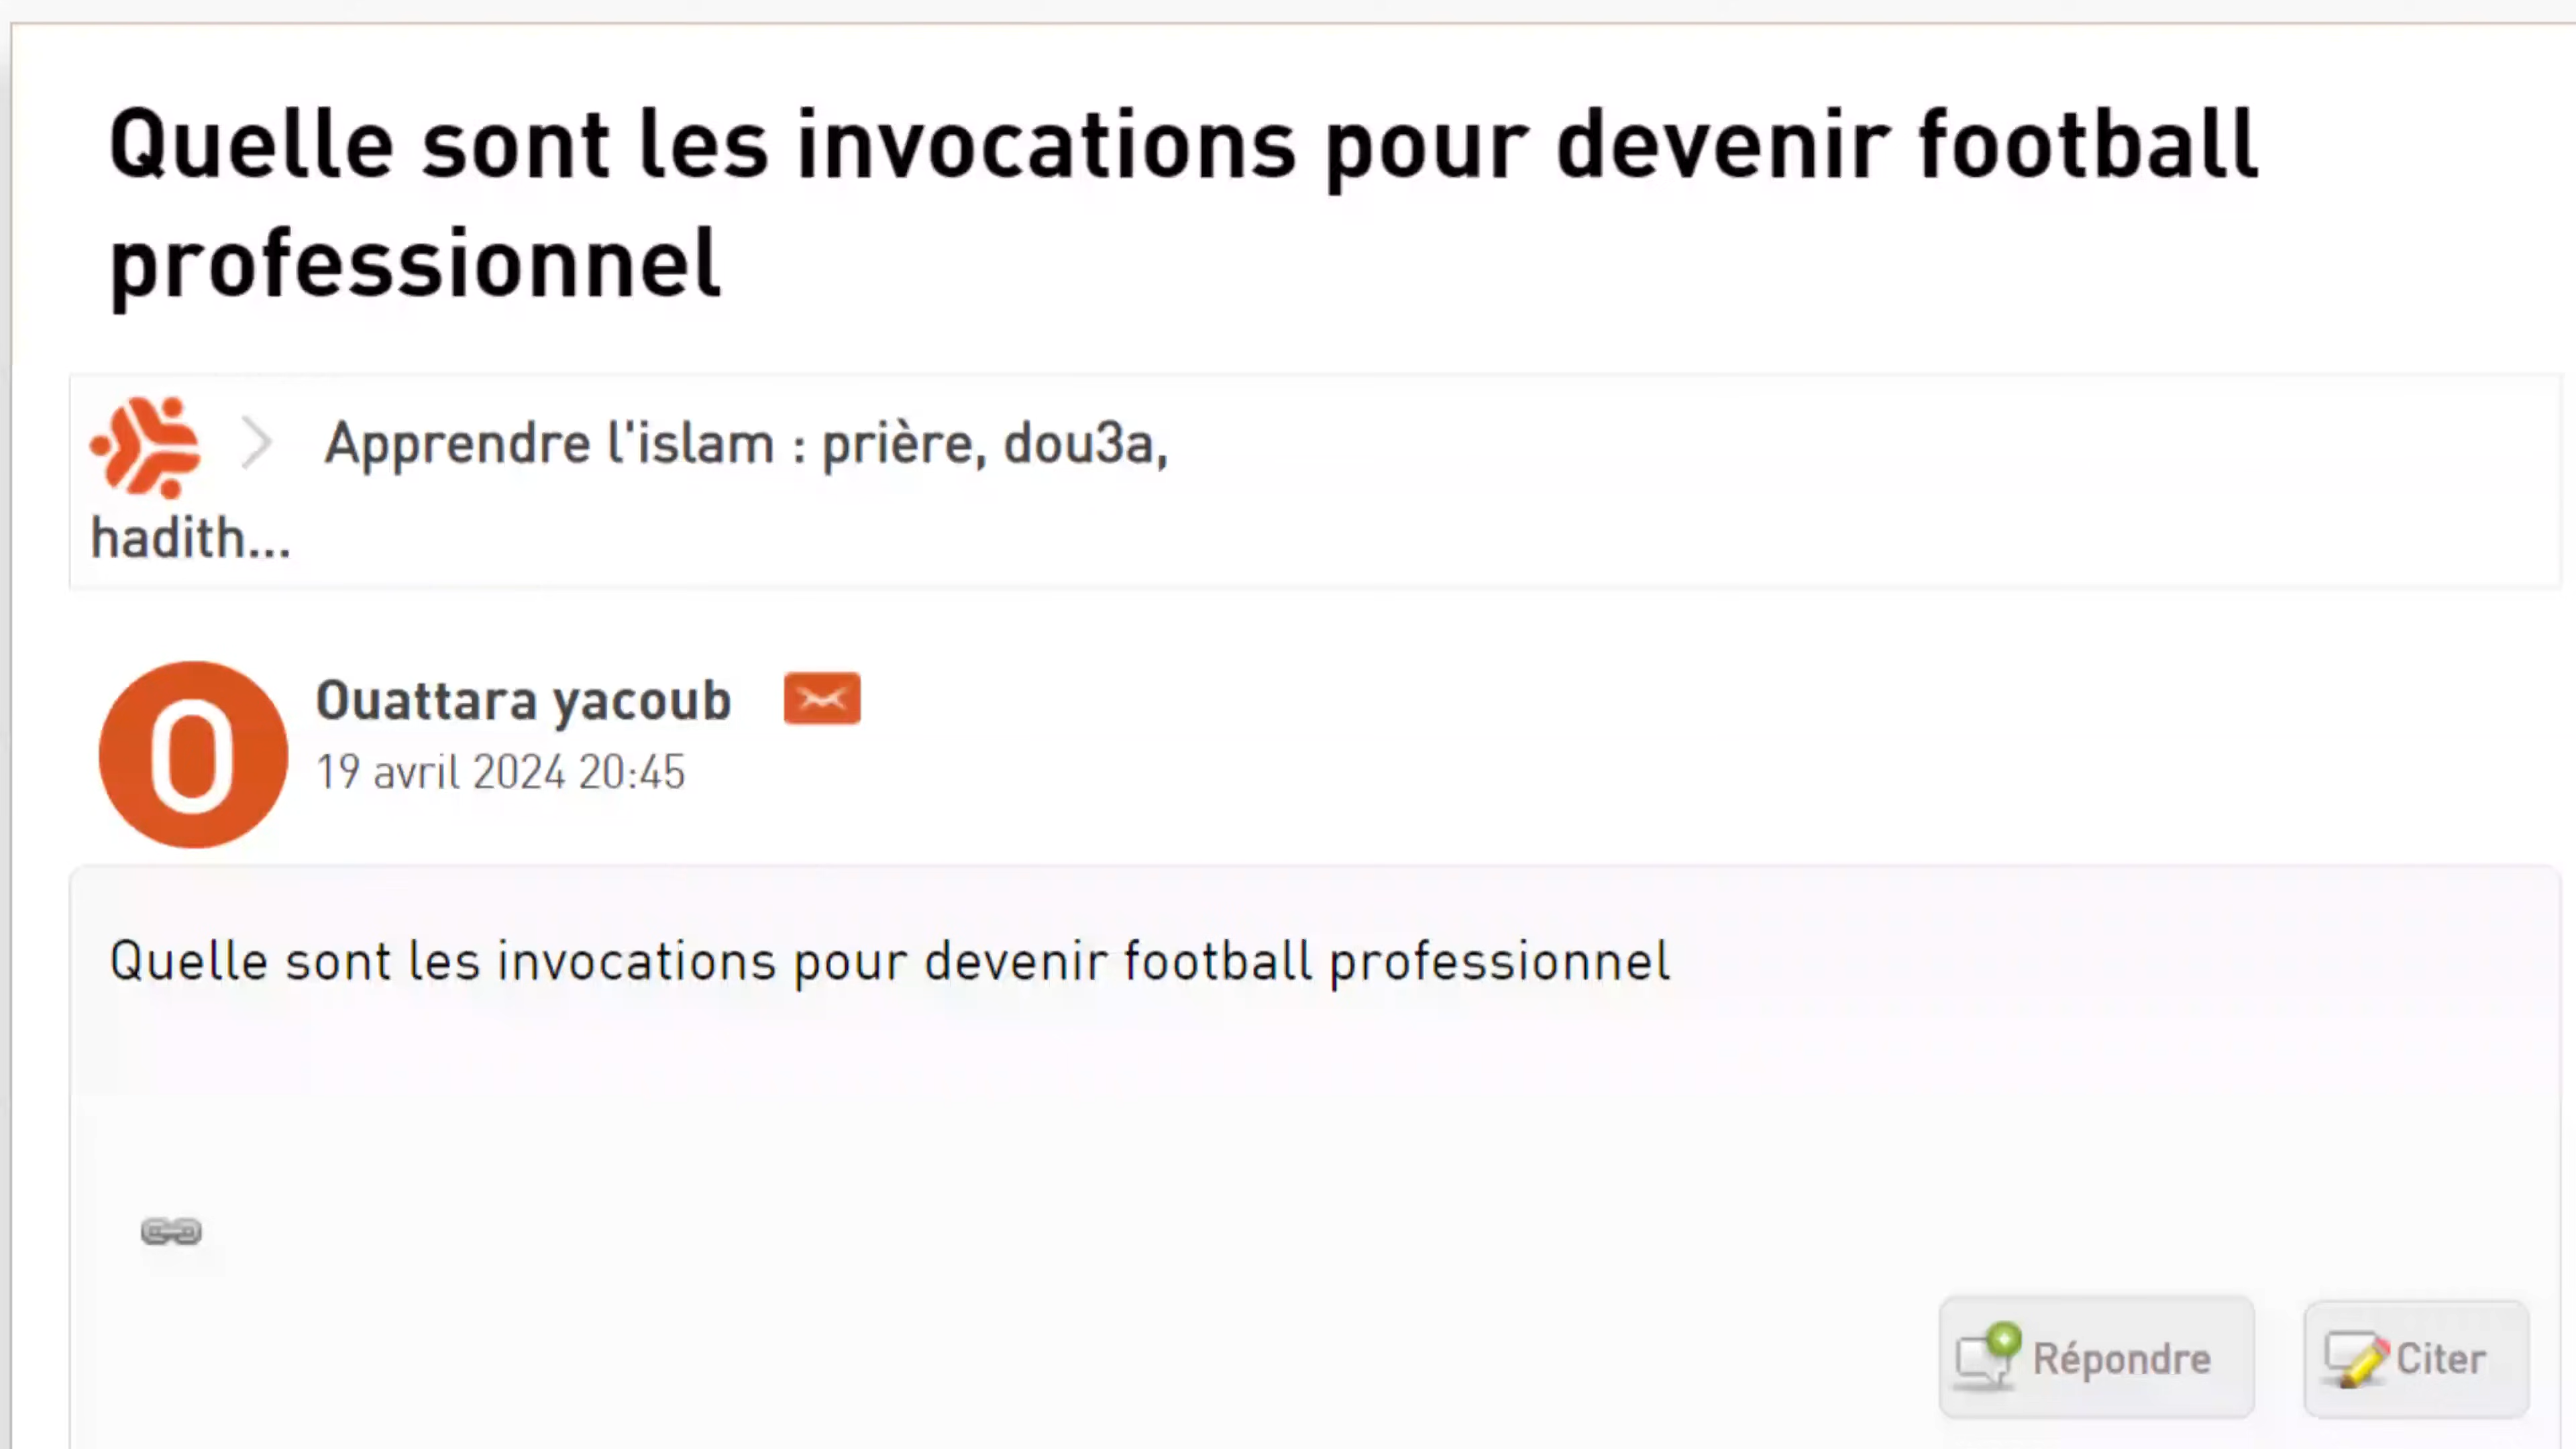 Quelle sont les invocations pour devenir football
professionnel
Apprendre l'islam : prière, dou3a,
hadith...
O
Ouattara yacoub
19 avril 2024 20:45
Quelle sont les invocations pour devenir football professionnel
Répondre
Citer